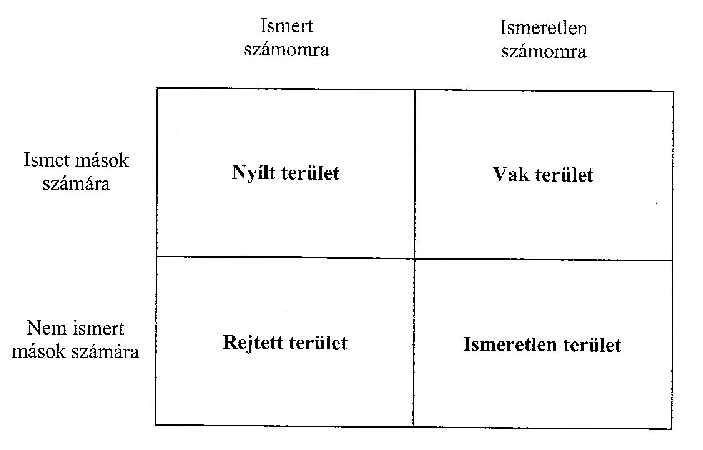 Ismert
számomra
Ismeretlen
számomra
Ismet mások
számára
Nyílt terület
Vak terület
Nem ismert
mások számára
Rejtett terület
Ismeretlen terület